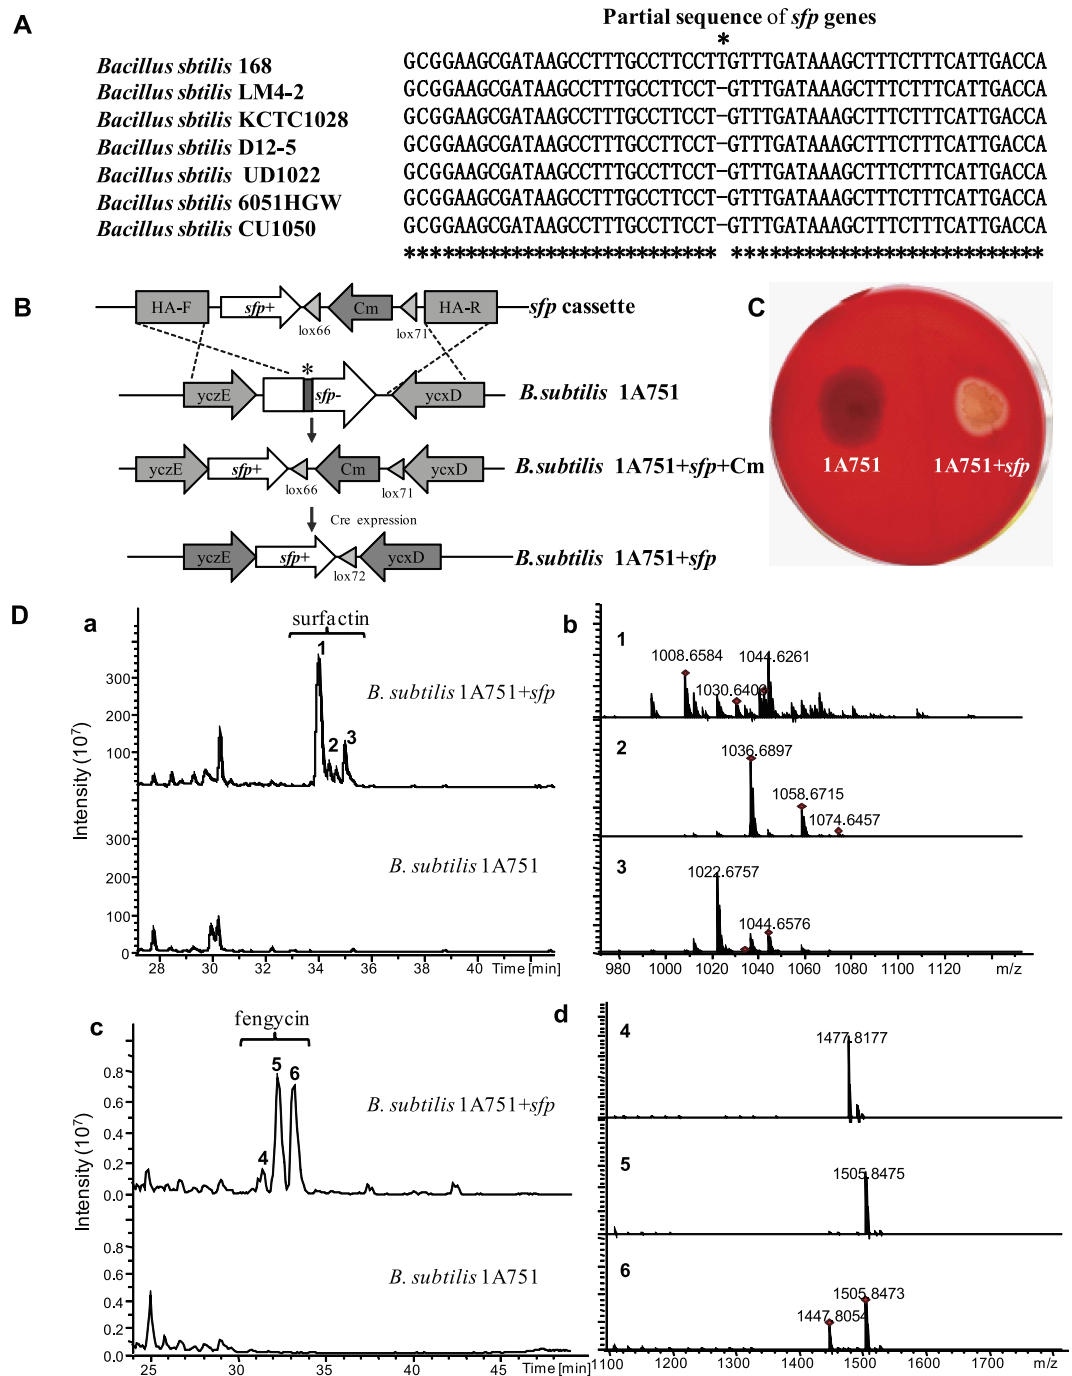 A
Partial sequence of sfp genes
*
Bacillus sbtilis 168 GCGGAAGCGATAAGCCTTTGCCTTCCTTGTTTGATAAAGCTTTCTTTCATTGACCA
Bacillus sbtilis LM4-2 GCGGAAGCGATAAGCCTTTGCCTTCCT-GTTTGATAAAGCTTTCTTTCATTGACCA
Bacillus sbtilis KCTC1028 GCGGAAGCGATAAGCCTTTGCCTTCCT-GTTTGATAAAGCTTTCTTTCATTGACCA
Bacillus sbtilis D12-5 GCGGAAGCGATAAGCCTTTGCCTTCCT-GTTTGATAAAGCTTTCTTTCATTGACCA
Bacillus sbtilis UD1022 GCGGAAGCGATAAGCCTTTGCCTTCCT-GTTTGATAAAGCTTTCTTTCATTGACCA
Bacillus sbtilis 6051HGW GCGGAAGCGATAAGCCTTTGCCTTCCT-GTTTGATAAAGCTTTCTTTCATTGACCA
Bacillus sbtilis CU1050 GCGGAAGCGATAAGCCTTTGCCTTCCT-GTTTGATAAAGCTTTCTTTCATTGACCA
*************************** ****************************
B
HA-F sfp+ Cm HA-R sfp cassette
lox66 lox71
*
yczE sfp- ycxD B.subtilis 1A751
yczE sfp+ Cm ycxD B.subtilis 1A751+sfp+Cm
lox66 lox71
Cre expression
yczE sfp+ ycxD B.subtilis 1A751+sfp
lox72
C
1A751 1A751+sfp
D
a
surfactin
1
2
3
B. subtilis 1A751+sfp
300
200
100
B. subtilis 1A751
300
200
100
0
Intensity (10⁷)
28 30 32 34 36 38 40 Time [min]
b
1
1008.6584
1044.6261
2
1036.6897
1058.6715
1074.6457
3
1022.6757
1044.6576
980 1000 1020 1040 1060 1080 1100 1120 m/z
c
fengycin
5 6
4
B. subtilis 1A751+sfp
0.8
0.6
0.4
0.2
0.0
B. subtilis 1A751
0.8
0.6
0.4
0.2
0.0
Intensity (10⁷)
25 30 35 40 45 Time [min]
d
4
1477.8177
5
1505.8475
6
1505.8473
1447.8054
1100 1200 1300 1400 1500 1600 1700 m/z